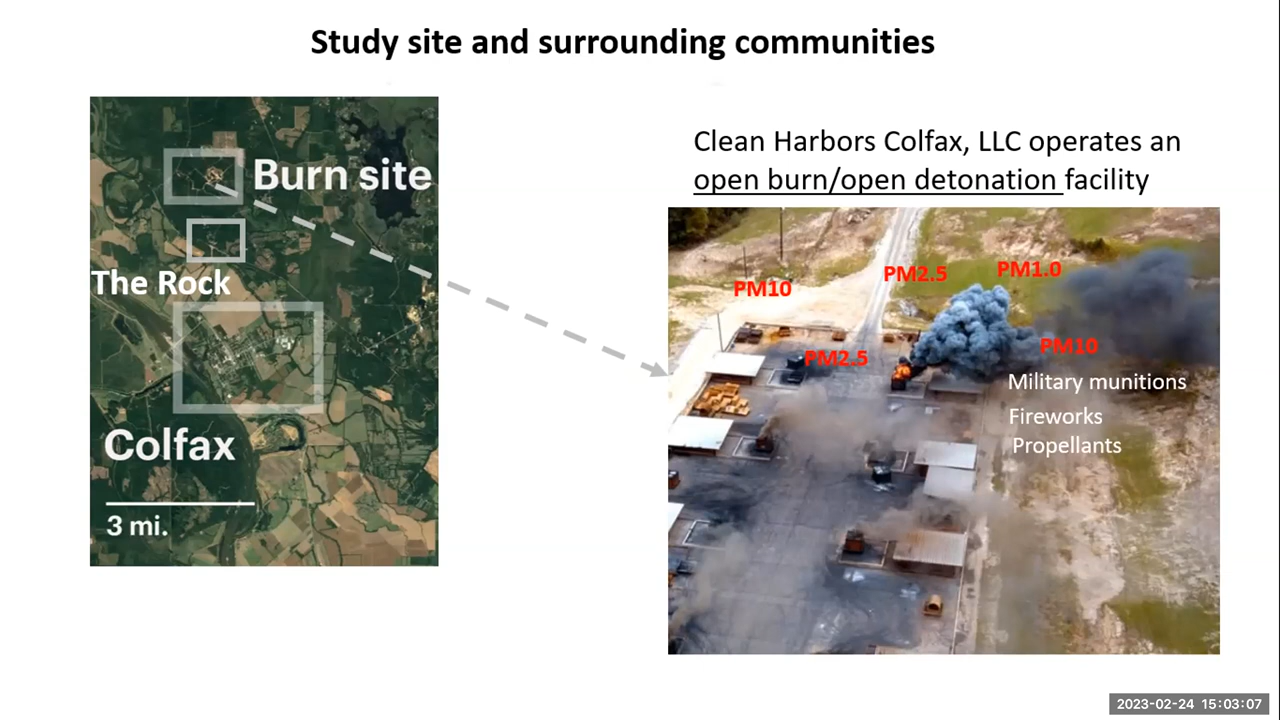 Study site and surrounding communities
Burn site
The Rock
Colfax
3 mi.
Clean Harbors Colfax, LLC operates an
open burn/open detonation facility
PM10
PM2.5
PM1.0
PM2.5
PM10
Military munitions
Fireworks
Propellants
2023-02-24 15:03:07